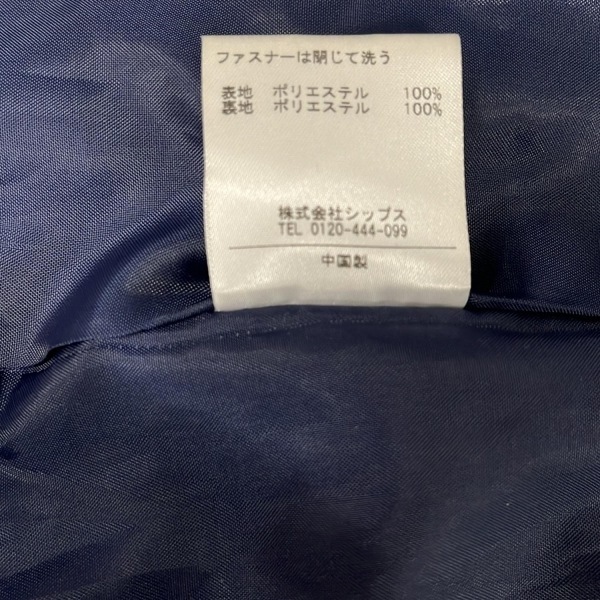 ファスナーは閉じて洗う
表地 ポリエステル 100%
裏地 ポリエステル 100%
株式会社シップス
TEL 0120-444-099
中国製